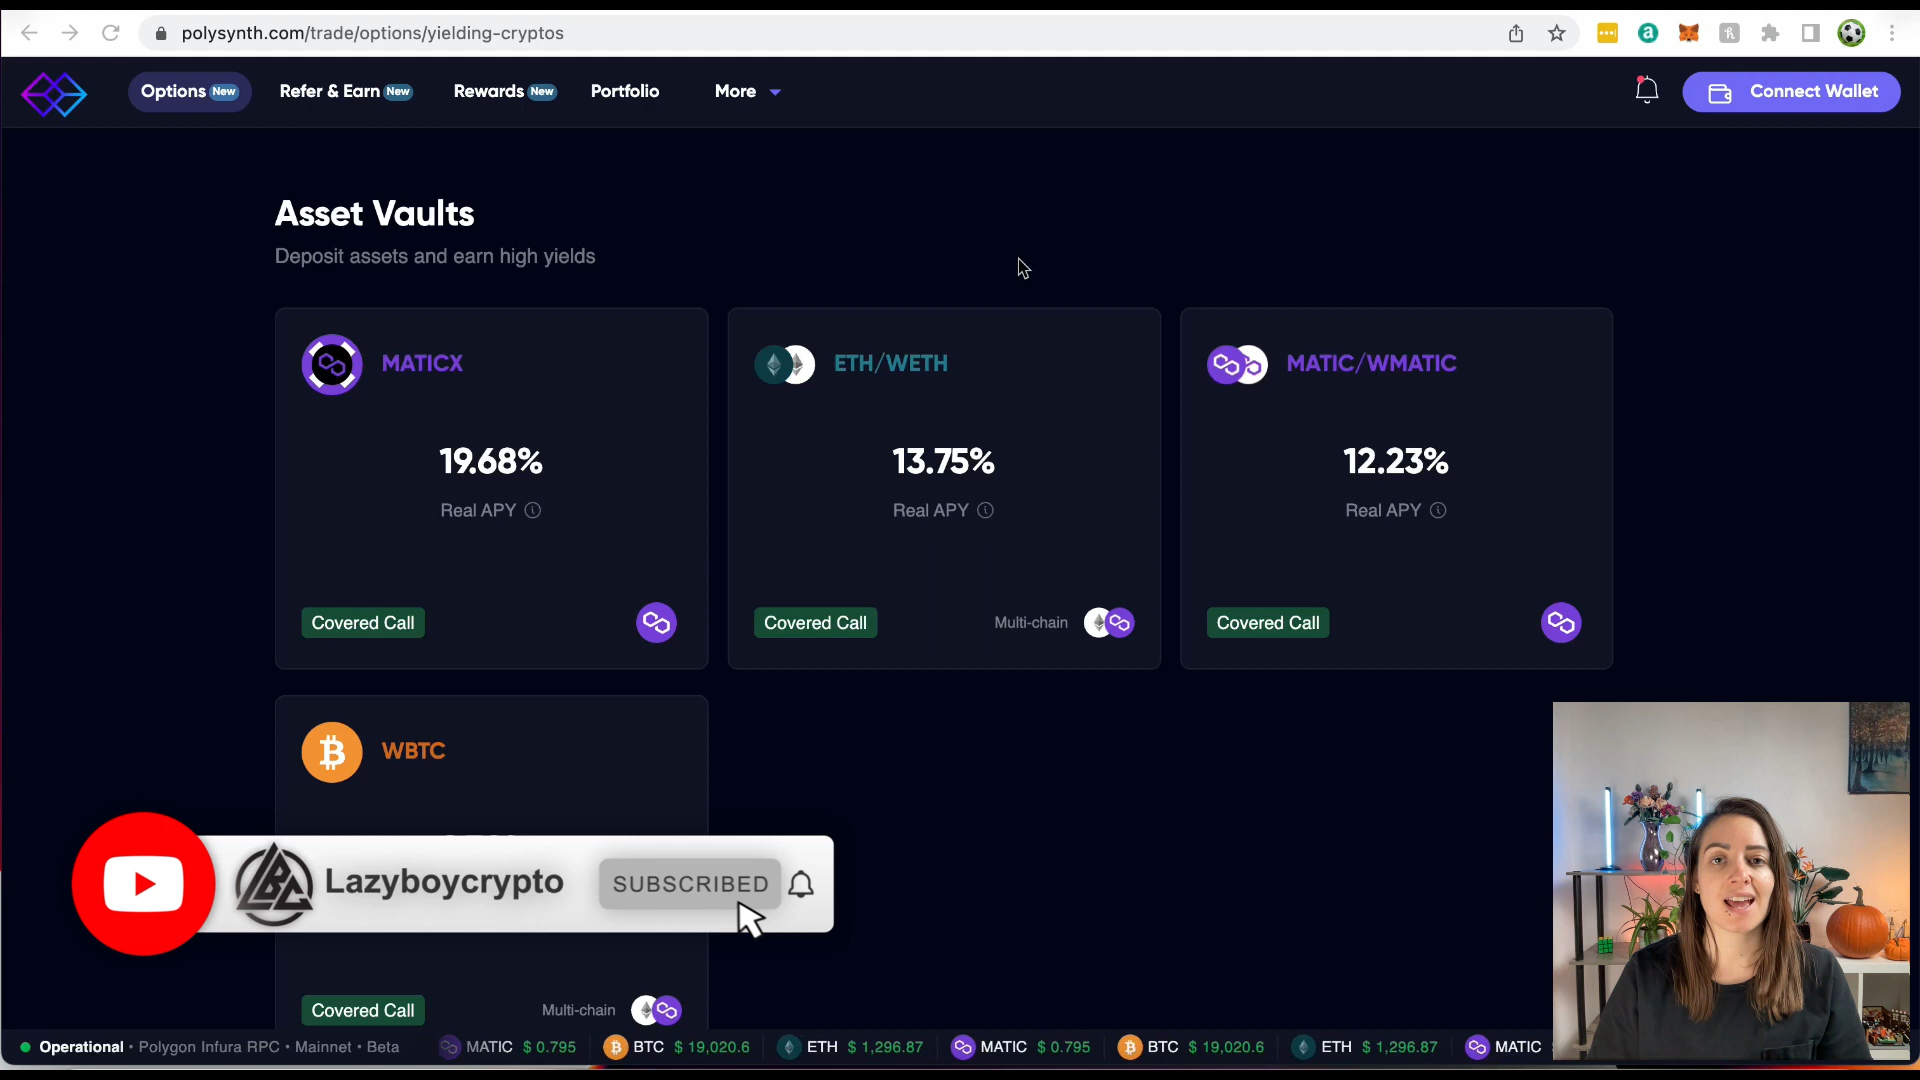 polysynth.com/trade/options/yielding-cryptos
Options New
Refer & Earn New
Rewards New
Portfolio
More
Connect Wallet
Asset Vaults
Deposit assets and earn high yields
MATICX
19.68%
Real APY
Covered Call
ETH/WETH
13.75%
Real APY
Covered Call
Multi-chain
MATIC/WMATIC
12.23%
Real APY
Covered Call
WBTC
Lazyboycrypto
SUBSCRIBED
Covered Call
Multi-chain
Operational • Polygon Infura RPC • Mainnet • Beta
MATIC $ 0.795
BTC $ 19,020.6
ETH $ 1,296.87
MATIC $ 0.795
BTC $ 19,020.6
ETH $ 1,296.87
MATIC